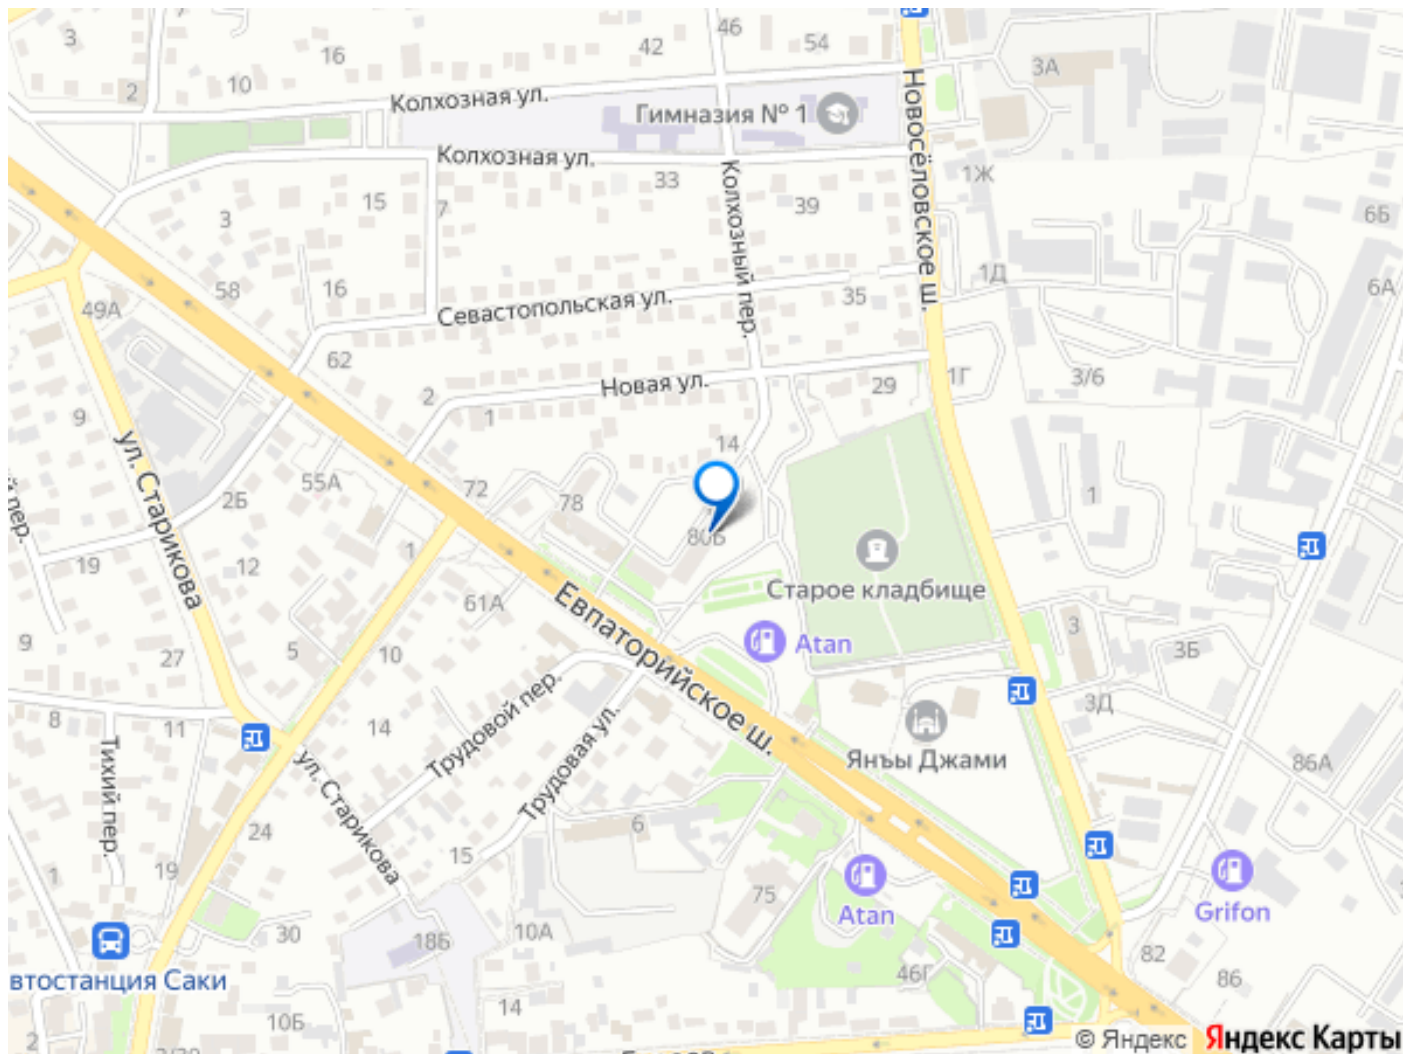 46
3
16
42
54
3А
2
10
Колхозная ул.
Гимназия № 1
Новосёловское ш.
Колхозная ул.
33
Колхозный пер.
1Ж
15
7
39
3
6Б
58
16
Севастопольская ул.
35
1Д
6А
49А
62
2
1
Новая ул.
29
1Г
3/6
9
ул. Старикова
14
55А
2Б
72
78
1
80Б
й пер.
19
12
1
61А
Евпаторийское ш.
Старое кладбище
9
27
5
10
Atan
3
3Б
8
11
14
Трудовой пер.
Трудовая ул.
3Д
Янъы Джами
86А
Тихий пер.
ул. Старикова
24
6
19
15
1
75
Atan
Grifon
30
18Б
10А
82
втостанция Саки
46Г
86
14
10Б
2
© Яндекс
Яндекс Карты